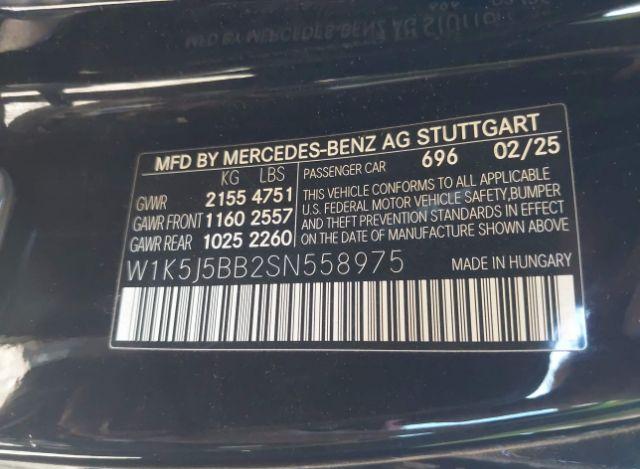 MFD BY MERCEDES-BENZ AG STUTTGART
KG LBS PASSENGER CAR 696 02/25
GVWR 2155 4751
GAWR FRONT 1160 2557
GAWR REAR 1025 2260
THIS VEHICLE CONFORMS TO ALL APPLICABLE
U.S. FEDERAL MOTOR VEHICLE SAFETY,BUMPER
AND THEFT PREVENTION STANDARDS IN EFFECT
ON THE DATE OF MANUFACTURE SHOWN ABOVE
W1K5J5BB2SN558975 MADE IN HUNGARY